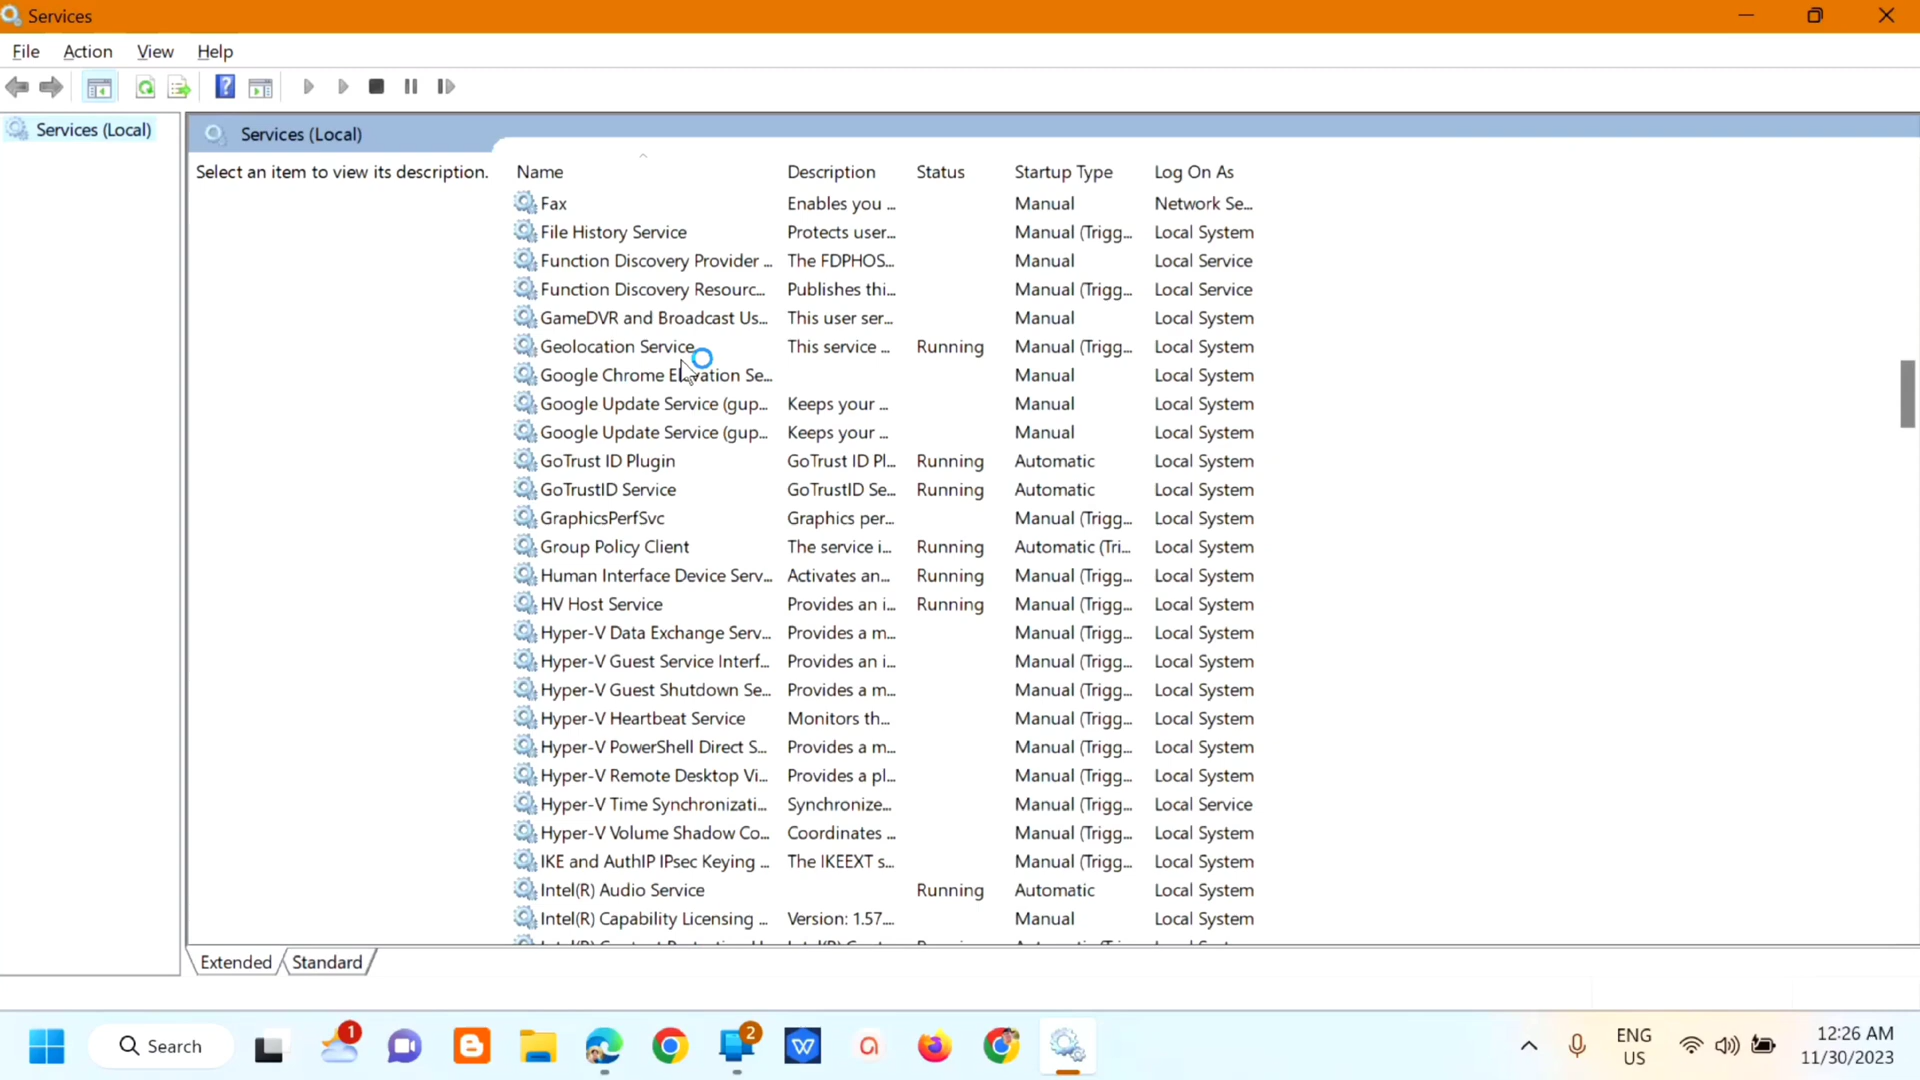 Services
File Action View Help
Services (Local)
Services (Local)
Select an item to view its description.
Name Description Status Startup Type Log On As
Fax Enables you ... Manual Network Se...
File History Service Protects user... Manual (Trigg... Local System
Function Discovery Provider ... The FDPHOS... Manual Local Service
Function Discovery Resourc... Publishes thi... Manual (Trigg... Local Service
GameDVR and Broadcast Us... This user ser... Manual Local System
Geolocation Service This service ... Running Manual (Trigg... Local System
Google Chrome Elevation Se... Manual Local System
Google Update Service (gup... Keeps your ... Manual Local System
Google Update Service (gup... Keeps your ... Manual Local System
GoTrust ID Plugin GoTrust ID Pl... Running Automatic Local System
GoTrustID Service GoTrustID Se... Running Automatic Local System
GraphicsPerfSvc Graphics per... Manual (Trigg... Local System
Group Policy Client The service i... Running Automatic (Tri... Local System
Human Interface Device Serv... Activates an... Running Manual (Trigg... Local System
HV Host Service Provides an i... Running Manual (Trigg... Local System
Hyper-V Data Exchange Serv... Provides a m... Manual (Trigg... Local System
Hyper-V Guest Service Interf... Provides an i... Manual (Trigg... Local System
Hyper-V Guest Shutdown Se... Provides a m... Manual (Trigg... Local System
Hyper-V Heartbeat Service Monitors th... Manual (Trigg... Local System
Hyper-V PowerShell Direct S... Provides a m... Manual (Trigg... Local System
Hyper-V Remote Desktop Vi... Provides a pl... Manual (Trigg... Local System
Hyper-V Time Synchronizati... Synchronize... Manual (Trigg... Local Service
Hyper-V Volume Shadow Co... Coordinates ... Manual (Trigg... Local System
IKE and AuthIP IPsec Keying ... The IKEEXT s... Manual (Trigg... Local System
Intel(R) Audio Service Running Automatic Local System
Intel(R) Capability Licensing ... Version: 1.57.... Manual Local System
Extended Standard
Search 1 2 ENG US 12:26 AM
11/30/2023